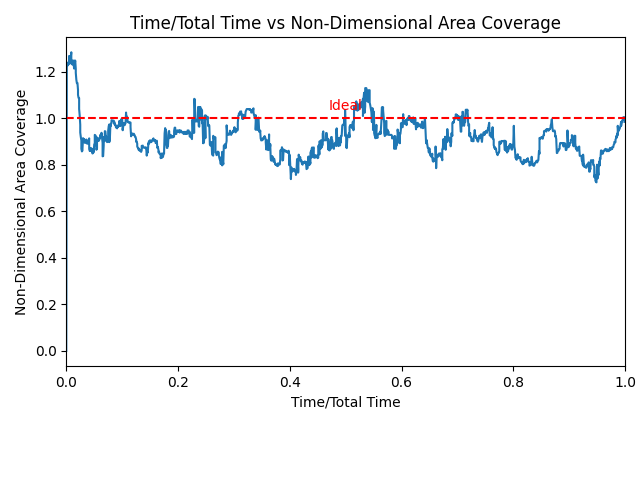 Time/Total Time vs Non-Dimensional Area Coverage
Non-Dimensional Area Coverage
1.2
1.0
0.8
0.6
0.4
0.2
0.0
Ideal
0.0 0.2 0.4 0.6 0.8 1.0
Time/Total Time